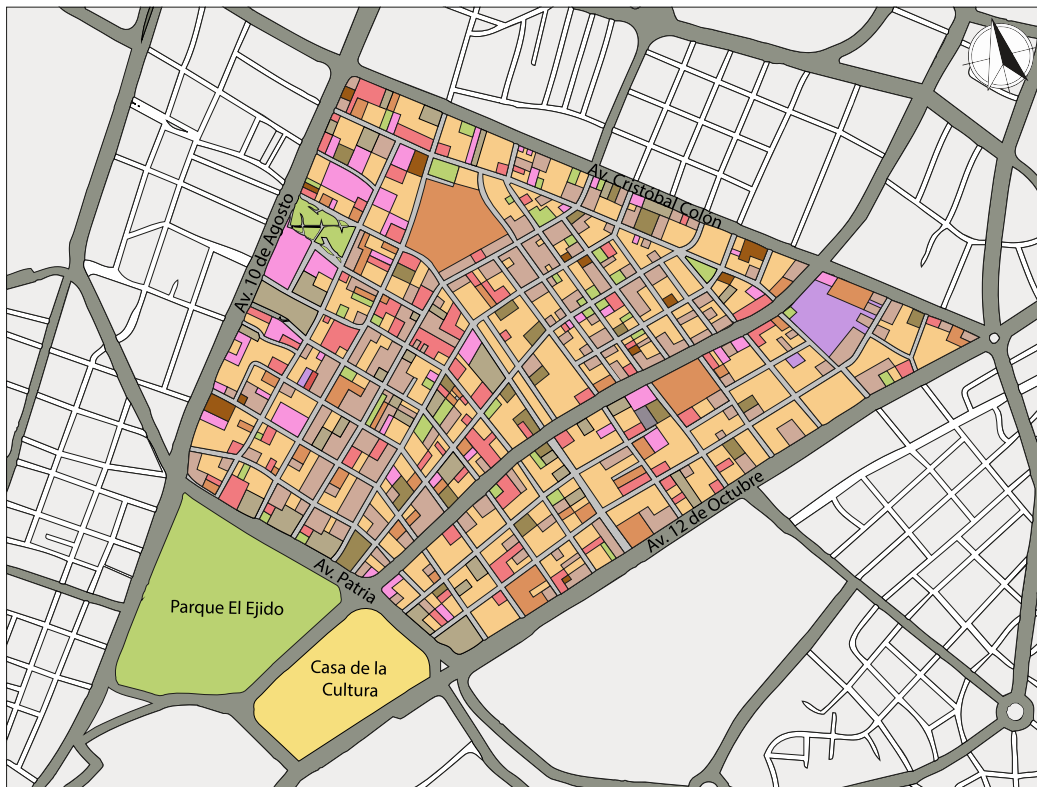 Av. Cristóbal Colón
Av. 10 de Agosto
Av. 12 de Octubre
Av. Patria
Parque El Ejido
Casa de la
Cultura